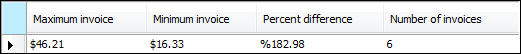 Maximum invoice Minimum invoice Percent difference Number of invoices
$46.21 $16.33 %182.98 6